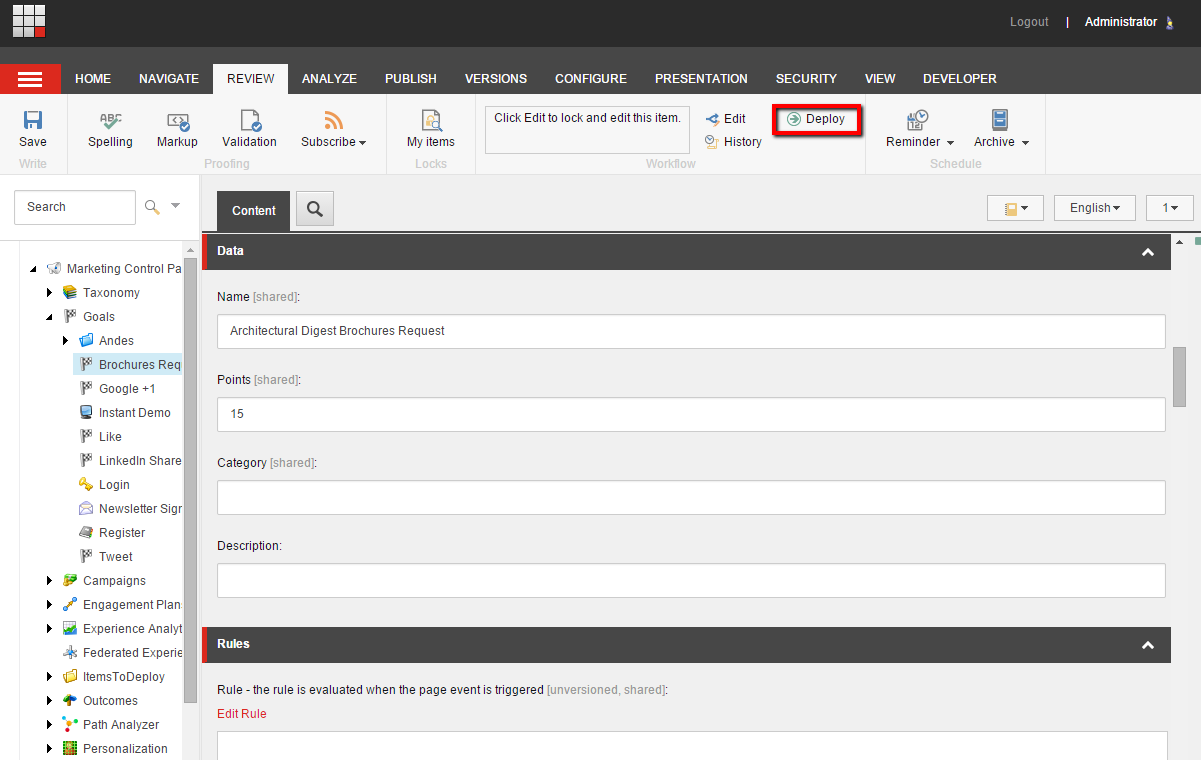 Logout | Administrator
HOME NAVIGATE REVIEW ANALYZE PUBLISH VERSIONS CONFIGURE PRESENTATION SECURITY VIEW DEVELOPER
ABC
Save Spelling Markup Validation Subscribe My items
Click Edit to lock and edit this item.
Edit
History
Deploy
Reminder Archive
Write Proofing Locks Workflow Schedule
Search
Content
English 1
Marketing Control Pa
Taxonomy
Goals
Andes
Brochures Req
Google +1
Instant Demo
Like
LinkedIn Share
Login
Newsletter Sign
Register
Tweet
Campaigns
Engagement Plan
Experience Analyt
Federated Experie
ItemsToDeploy
Outcomes
Path Analyzer
Personalization
Data
Name [shared]:
Architectural Digest Brochures Request
Points [shared]:
15
Category [shared]:
Description:
Rules
Rule - the rule is evaluated when the page event is triggered [unversioned, shared]:
Edit Rule